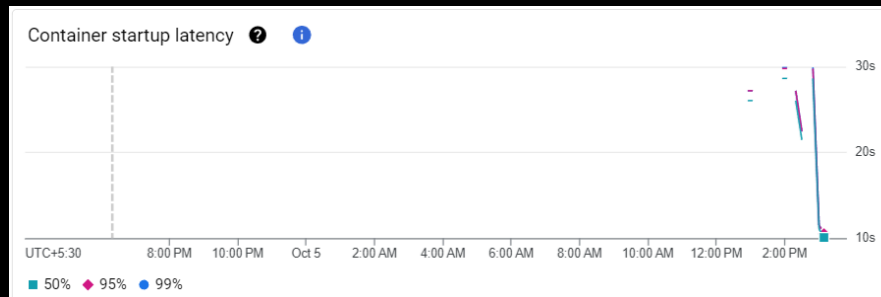 Container startup latency ? i
30s
20s
10s
UTC+5:30 8:00 PM 10:00 PM Oct 5 2:00 AM 4:00 AM 6:00 AM 8:00 AM 10:00 AM 12:00 PM 2:00 PM
50% 95% 99%